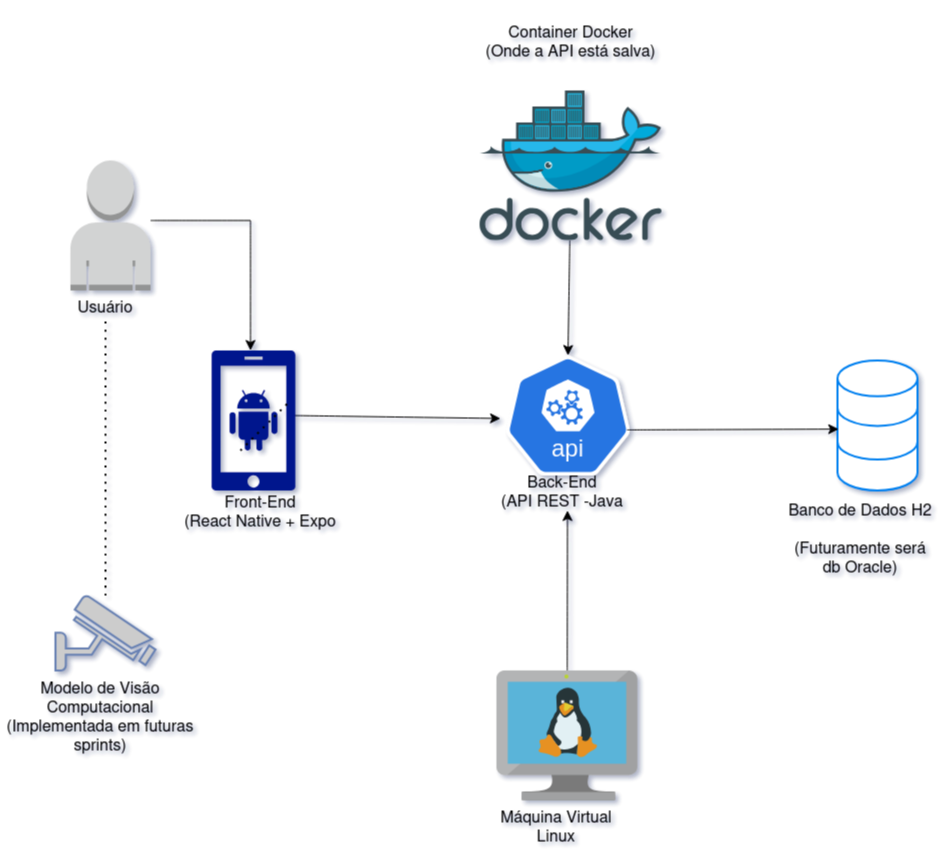 Container Docker
(Onde a API está salva)
docker
Usuário
api
Back-End
(API REST -Java
Front-End
(React Native + Expo
Banco de Dados H2
(Futuramente será
db Oracle)
Modelo de Visão
Computacional
(Implementada em futuras
sprints)
Máquina Virtual
Linux